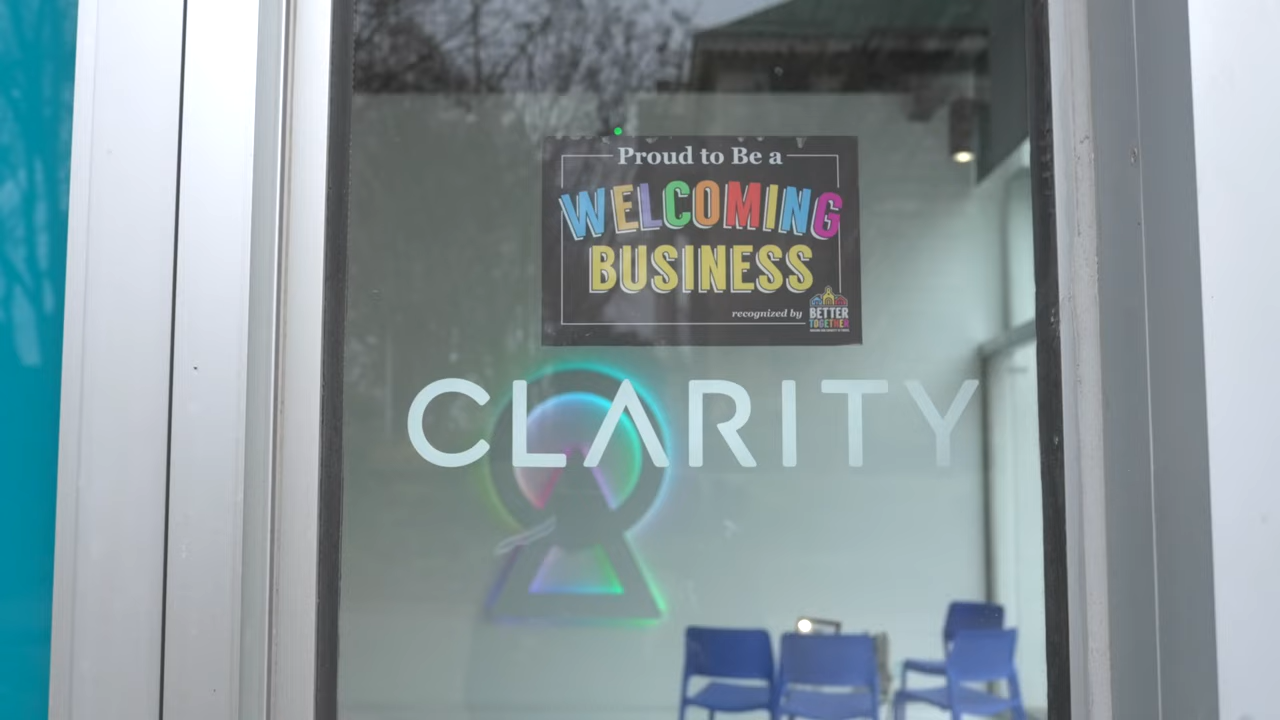 Proud to Be a
WELCOMING
BUSINESS
recognized by
BETTER
TOGETHER
CLARITY